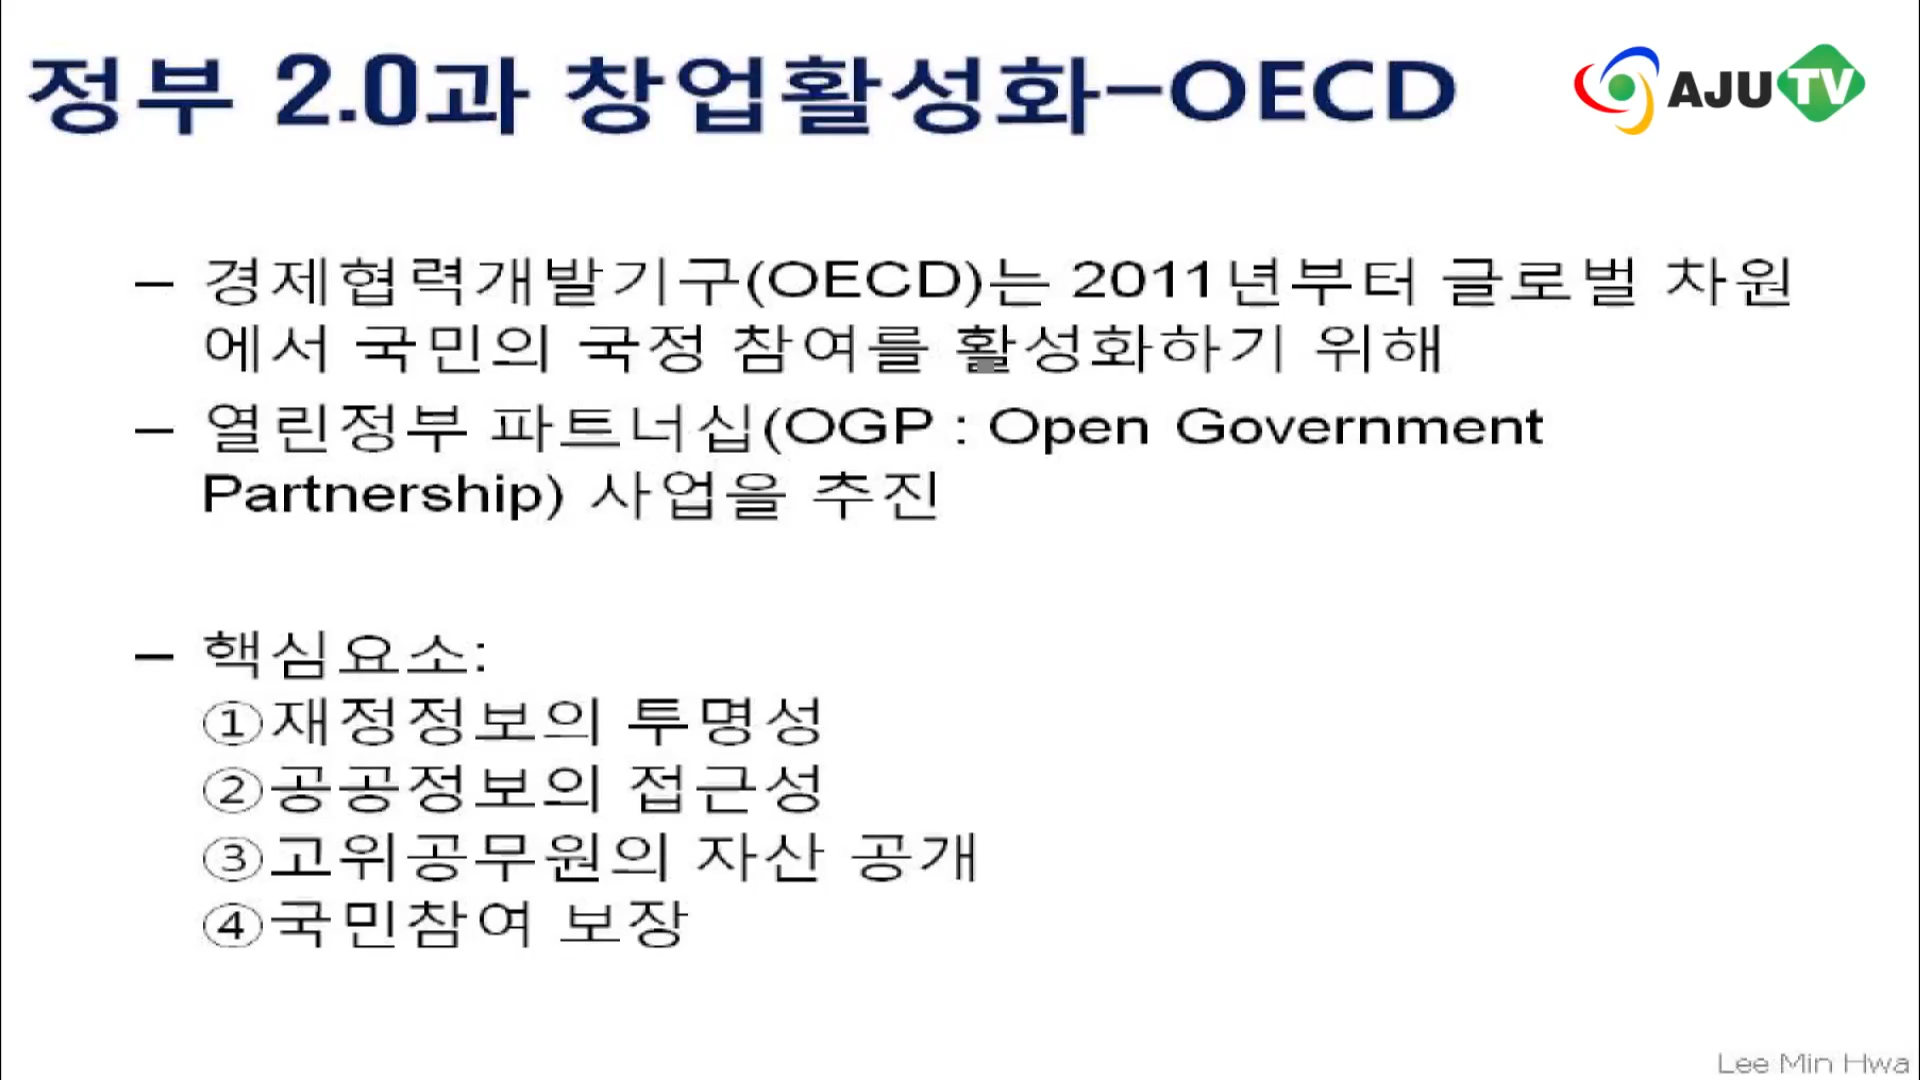 정부 2.0과 창업활성화-OECD
AJU TV
– 경제협력개발기구(OECD)는 2011년부터 글로벌 차원
에서 국민의 국정 참여를 활성화하기 위해
– 열린정부 파트너십(OGP : Open Government
Partnership) 사업을 추진
– 핵심요소:
①재정정보의 투명성
②공공정보의 접근성
③고위공무원의 자산 공개
④국민참여 보장
Lee Min Hwa